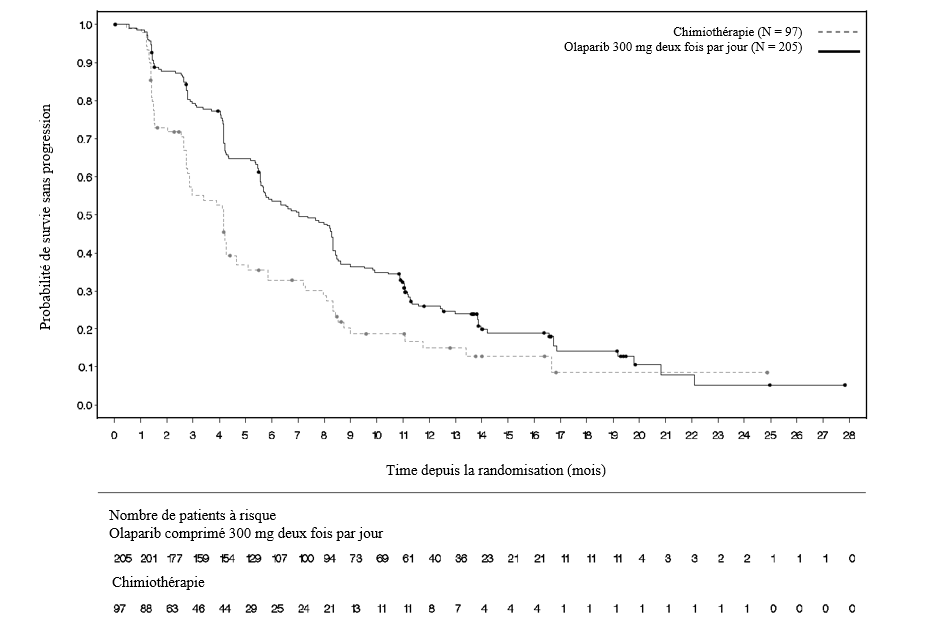 Chimiothérapie (N = 97)
Olaparib 300 mg deux fois par jour (N = 205)
Probabilité de survie sans progression
1.0
0.9
0.8
0.7
0.6
0.5
0.4
0.3
0.2
0.1
0.0
0 1 2 3 4 5 6 7 8 9 10 11 12 13 14 15 16 17 18 19 20 21 22 23 24 25 26 27 28
Time depuis la randomisation (mois)
Nombre de patients à risque
Olaparib comprimé 300 mg deux fois par jour
205 201 177 159 154 129 107 100 94 73 69 61 40 36 23 21 21 11 11 11 4 3 3 2 2 1 1 1 0
Chimiothérapie
97 88 63 46 44 29 25 24 21 13 11 11 8 7 4 4 4 1 1 1 1 1 1 1 1 0 0 0 0